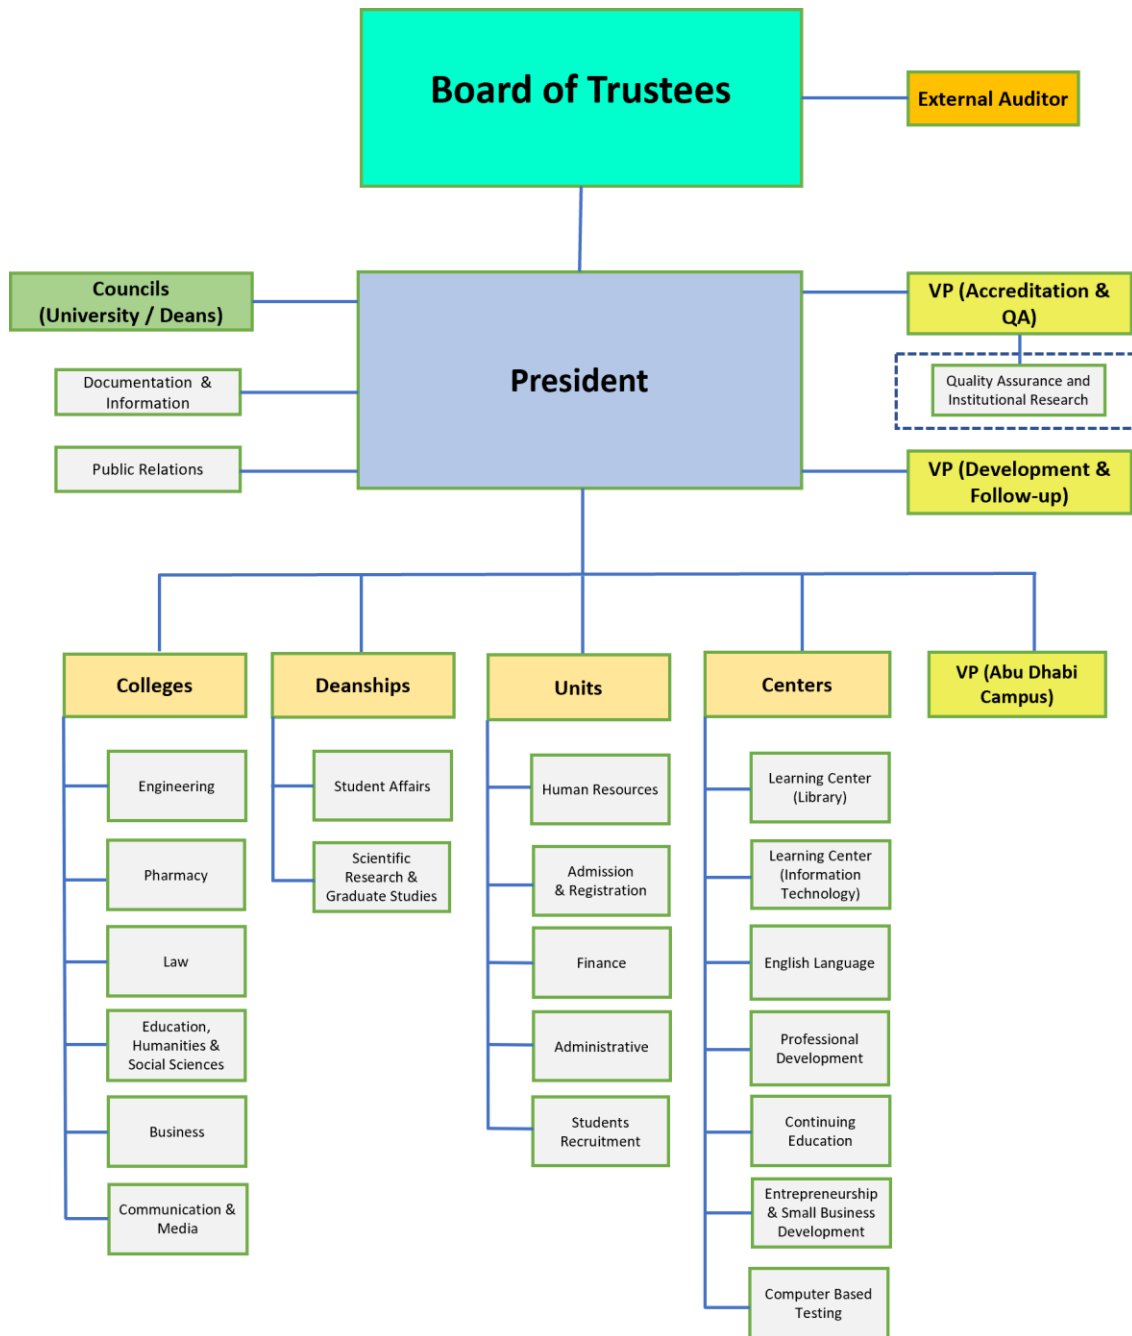 Board of Trustees
External Auditor
Councils
(University / Deans)
Documentation &
Information
Public Relations
President
VP (Accreditation &
QA)
Quality Assurance and
Institutional Research
VP (Development &
Follow-up)
Colleges
Engineering
Pharmacy
Law
Education,
Humanities &
Social Sciences
Business
Communication &
Media
Deanships
Student Affairs
Scientific
Research &
Graduate Studies
Units
Human Resources
Admission
& Registration
Finance
Administrative
Students
Recruitment
Centers
Learning Center
(Library)
Learning Center
(Information
Technology)
English Language
Professional
Development
Continuing
Education
Entrepreneurship
& Small Business
Development
Computer Based
Testing
VP (Abu Dhabi
Campus)